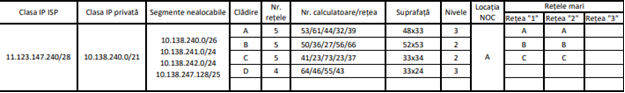 Clasa IP ISP Clasa IP privată Segmente nealocabile Clădire Nr. rețele Nr. calculatoare/rețea Suprafață Nivele Locația NOC Rețele mari
Rețea "1" Rețea "2" Rețea "3"
11.123.147.240/28 10.138.240.0/21
10.138.240.0/26
10.138.241.0/24
10.138.242.0/24
10.138.247.128/25
A 5 53/61/44/32/39 48x33 3 A A
B 5 50/36/27/56/66 52x53 2 B B
C 5 41/23/73/23/37 33x34 2 C C
D 4 64/46/55/43 33x24 3
A